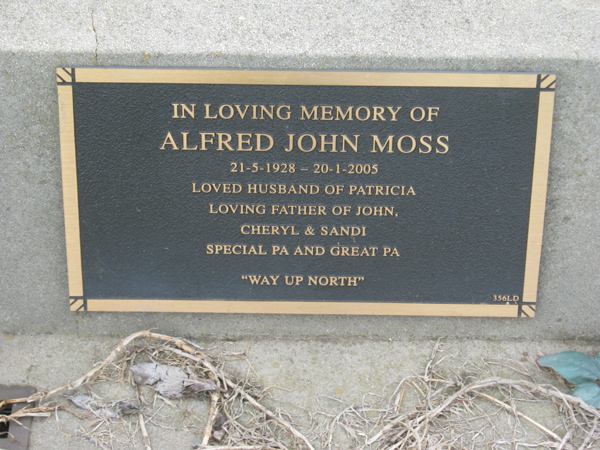 IN LOVING MEMORY OF
ALFRED JOHN MOSS
21-5-1928 – 20-1-2005
LOVED HUSBAND OF PATRICIA
LOVING FATHER OF JOHN,
CHERYL & SANDI
SPECIAL PA AND GREAT PA
“WAY UP NORTH”
356LD